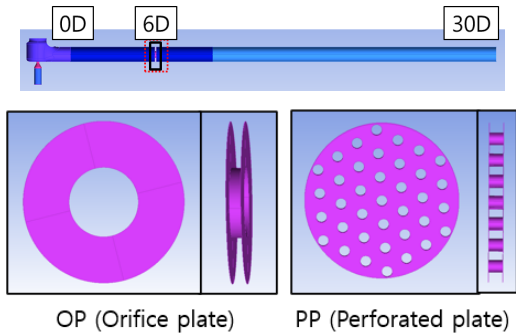 0D
6D
30D
OP (Orifice plate)
PP (Perforated plate)